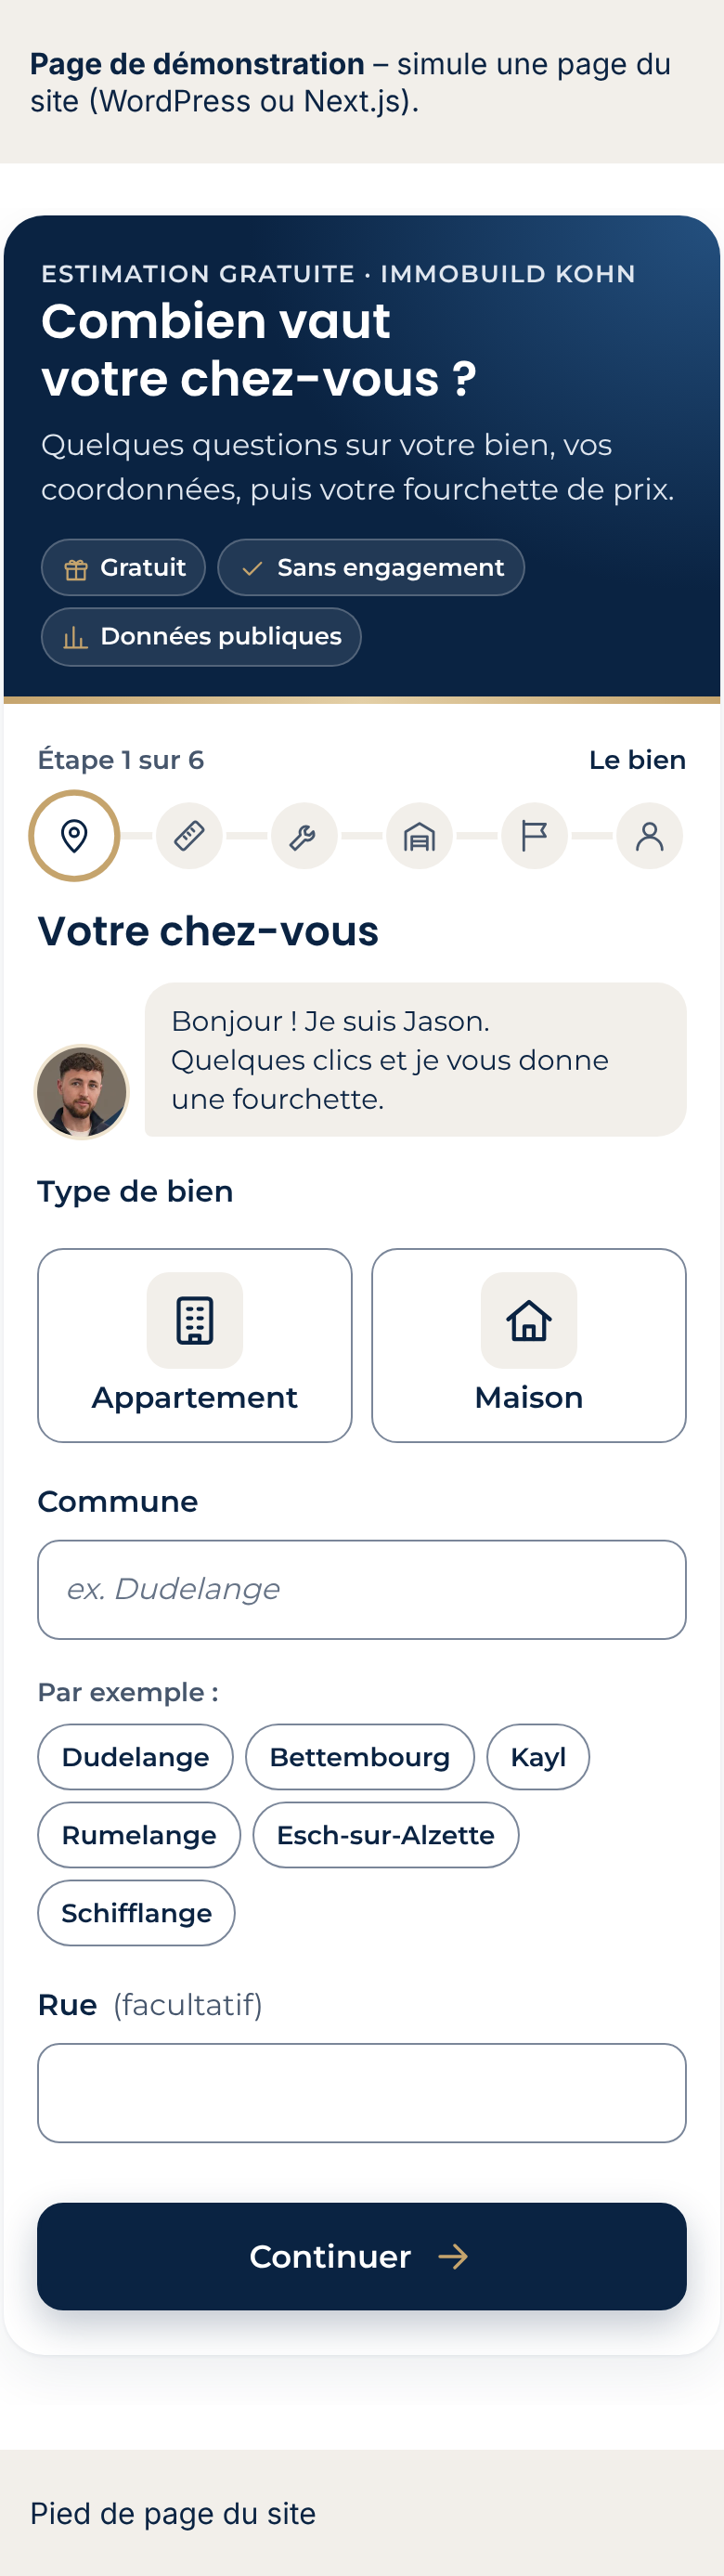 Page de démonstration – simule une page du
site (WordPress ou Next.js).
ESTIMATION GRATUITE · IMMOBUILD KOHN
Combien vaut
votre chez-vous ?
Quelques questions sur votre bien, vos
coordonnées, puis votre fourchette de prix.
Gratuit
Sans engagement
Données publiques
Étape 1 sur 6
Le bien
Votre chez-vous
Bonjour ! Je suis Jason.
Quelques clics et je vous donne
une fourchette.
Type de bien
Appartement
Maison
Commune
ex. Dudelange
Par exemple :
Dudelange
Bettembourg
Kayl
Rumelange
Esch-sur-Alzette
Schifflange
Rue (facultatif)
Continuer
Pied de page du site